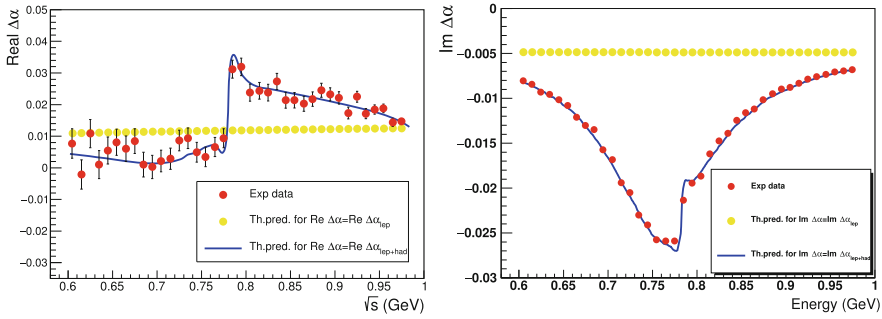 Real Δα
0.05
0.04
0.03
0.02
0.01
0
−0.01
−0.02
−0.03
Exp data
Th.pred. for Re Δα=Re Δα_lep
Th.pred. for Re Δα=Re Δα_lep+had
0.6 0.65 0.7 0.75 0.8 0.85 0.9 0.95 1
√s (GeV)
Im Δα
0
−0.005
−0.01
−0.015
−0.02
−0.025
−0.03
Exp data
Th.pred. for Im Δα=Im Δα_lep
Th.pred. for Im Δα=Im Δα_lep+had
0.6 0.65 0.7 0.75 0.8 0.85 0.9 0.95 1
Energy (GeV)